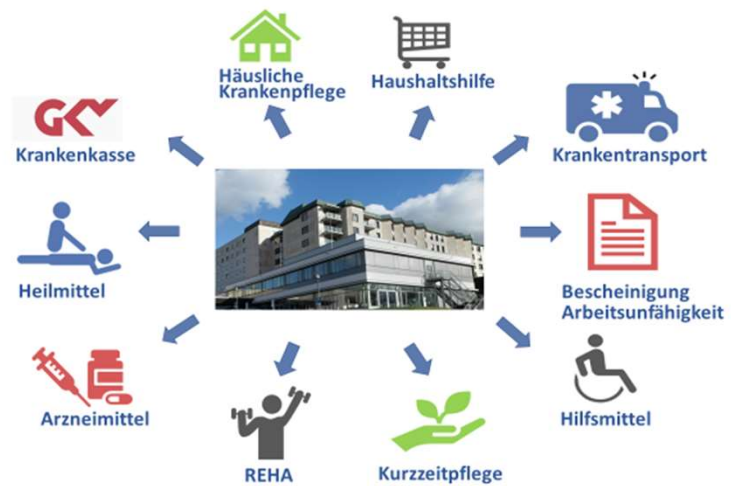 Häusliche
Krankenpflege
Haushaltshilfe
GKV
Krankenkasse
Krankentransport
Heilmittel
Bescheinigung
Arbeitsunfähigkeit
Arzneimittel
Hilfsmittel
REHA
Kurzzeitpflege